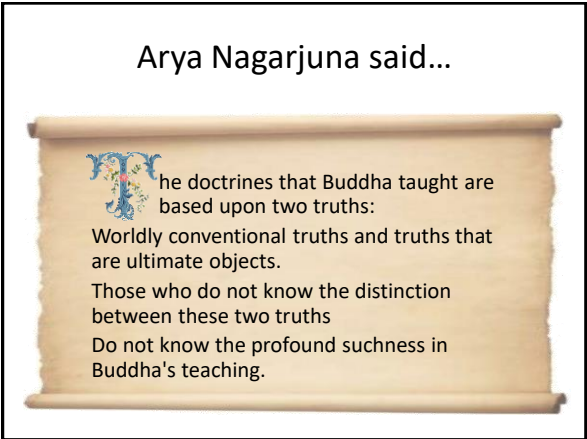 Arya Nagarjuna said…
The doctrines that Buddha taught are
based upon two truths:
Worldly conventional truths and truths that
are ultimate objects.
Those who do not know the distinction
between these two truths
Do not know the profound suchness in
Buddha's teaching.